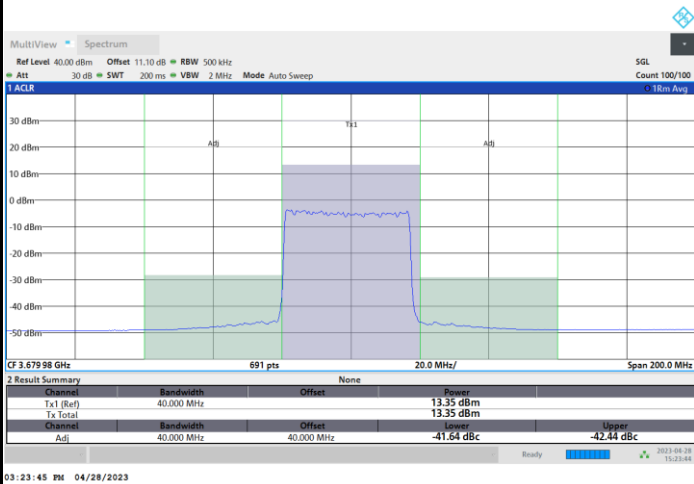 MultiView Spectrum
Ref Level 40.00 dBm Offset 11.10 dB RBW 500 kHz SGL
Att 30 dB SWT 200 ms VBW 2 MHz Mode Auto Sweep Count 100/100
1 ACLR 1Rm Avg
30 dBm
Tx1
20 dBm
Adj Adj
10 dBm
0 dBm
-10 dBm
-20 dBm
-30 dBm
-40 dBm
-50 dBm
CF 3.679 98 GHz 691 pts 20.0 MHz/ Span 200.0 MHz
2 Result Summary None
Channel Bandwidth Offset Power
Tx1 (Ref) 40.000 MHz 13.35 dBm
Tx Total 13.35 dBm
Channel Bandwidth Offset Lower Upper
Adj 40.000 MHz 40.000 MHz -41.64 dBc -42.44 dBc
Ready 2023-04-28
15:23:44
03:23:45 PM 04/28/2023